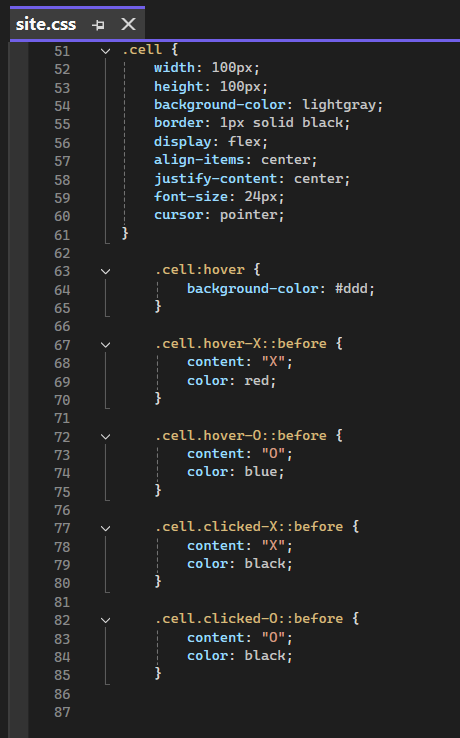 site.css
51 .cell {
52 width: 100px;
53 height: 100px;
54 background-color: lightgray;
55 border: 1px solid black;
56 display: flex;
57 align-items: center;
58 justify-content: center;
59 font-size: 24px;
60 cursor: pointer;
61 }
62
63 .cell:hover {
64 background-color: #ddd;
65 }
66
67 .cell.hover-X::before {
68 content: "X";
69 color: red;
70 }
71
72 .cell.hover-O::before {
73 content: "O";
74 color: blue;
75 }
76
77 .cell.clicked-X::before {
78 content: "X";
79 color: black;
80 }
81
82 .cell.clicked-O::before {
83 content: "O";
84 color: black;
85 }
86
87